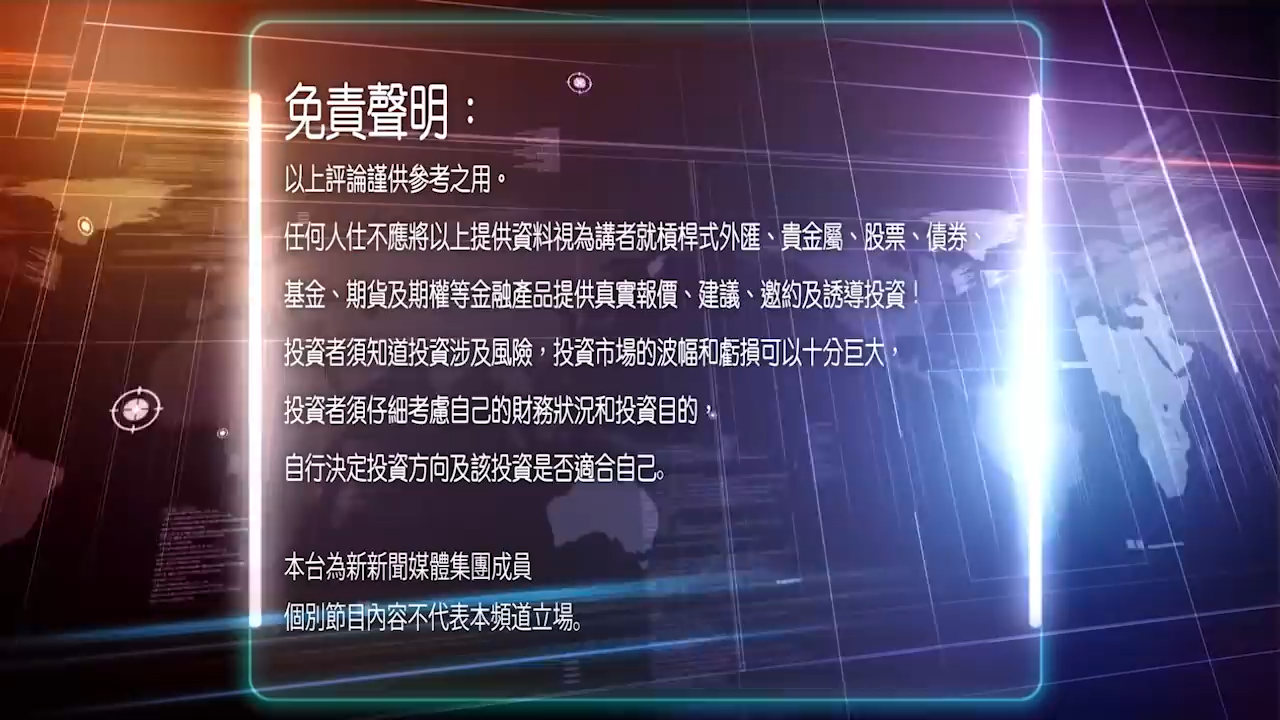 免責聲明：
以上評論謹供參考之用。
任何人仕不應將以上提供資料視為講者就槓桿式外匯、貴金屬、股票、債券、
基金、期貨及期權等金融產品提供真實報價、建議、邀約及誘導投資！
投資者須知道投資涉及風險，投資市場的波幅和虧損可以十分巨大，
投資者須仔細考慮自己的財務狀況和投資目的，
自行決定投資方向及該投資是否適合自己。
本台為新新聞媒體集團成員
個別節目內容不代表本頻道立場。